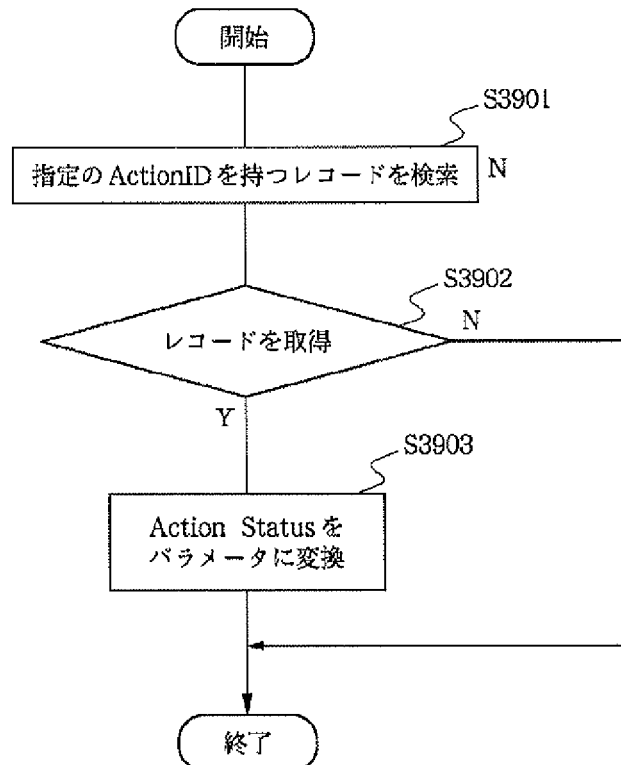 開始
S3901
指定のActionIDを持つレコードを検索
N
S3902
レコードを取得
N
Y
S3903
Action Statusを
パラメータに変換
終了